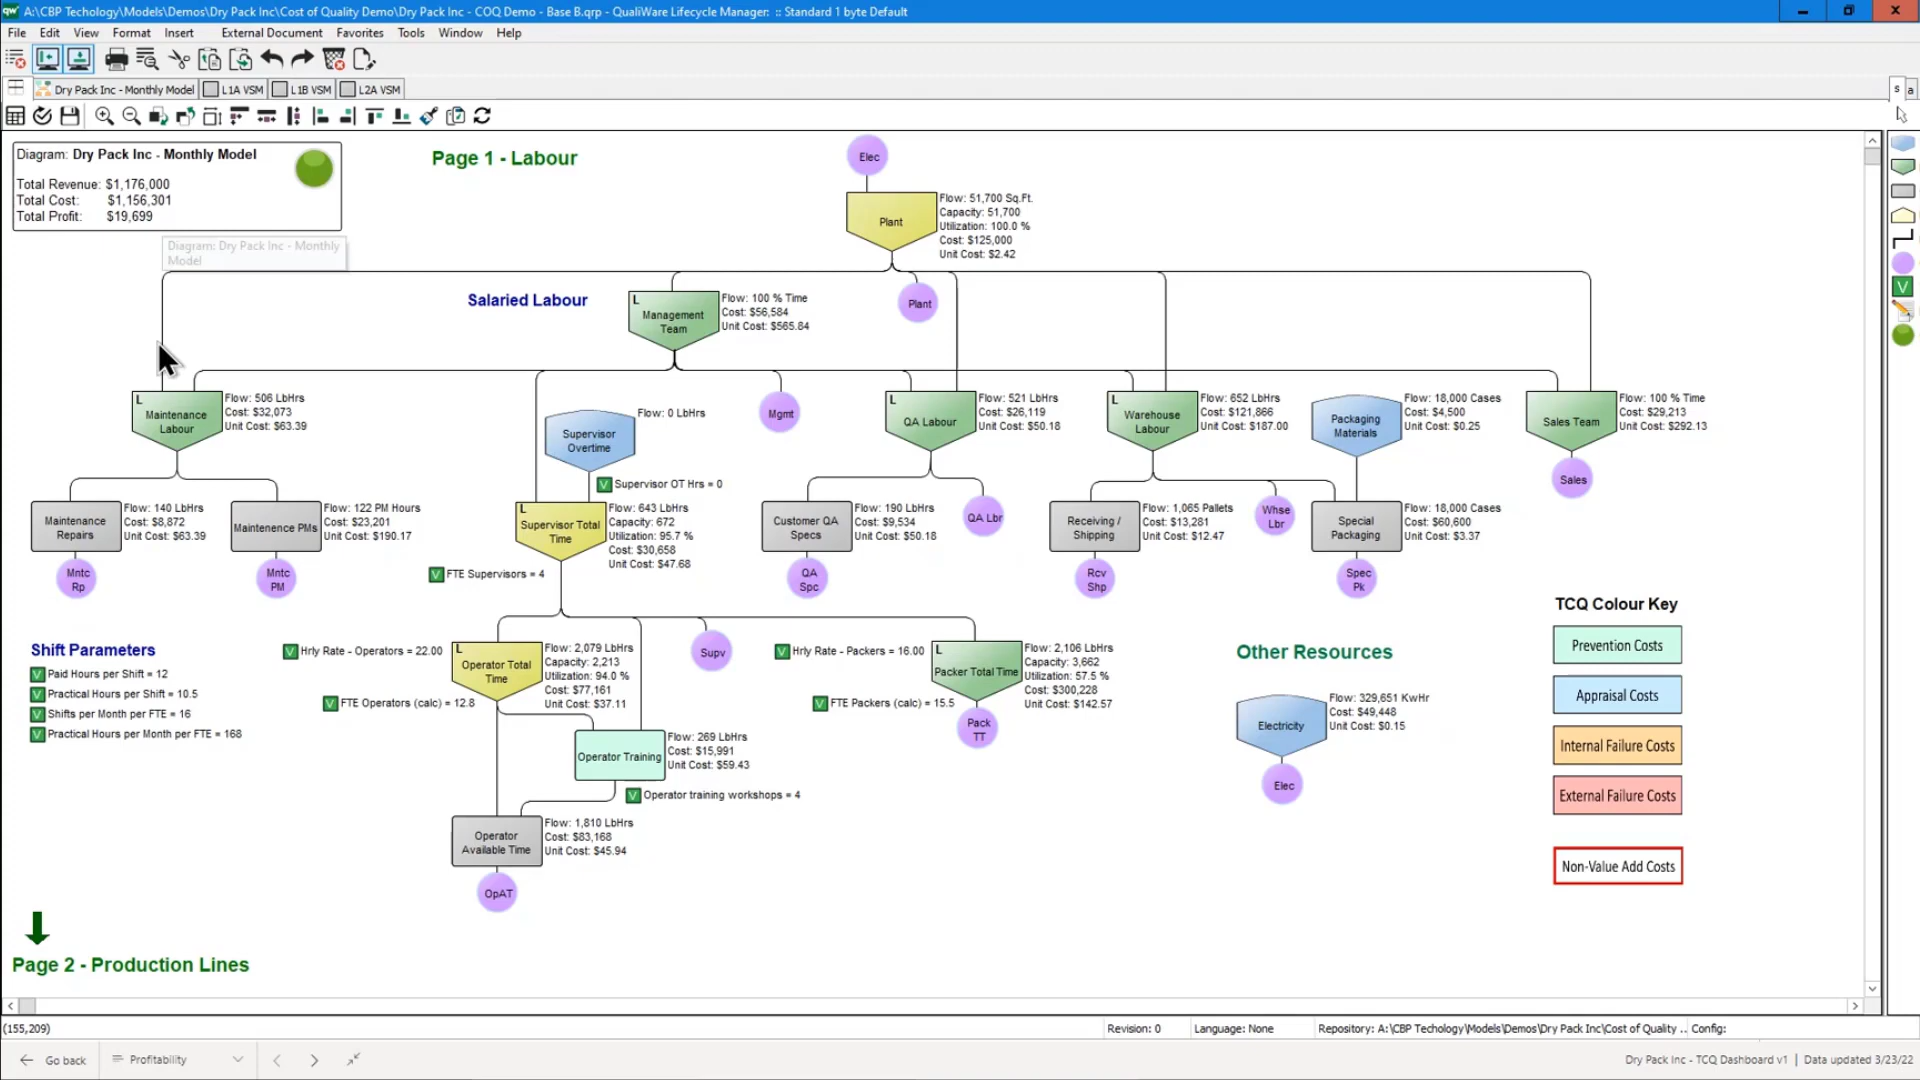 A:\CBP Techology\Models\Demos\Dry Pack Inc\Cost of Quality Demo\Dry Pack Inc - COQ Demo - Base B.qrp - QualiWare Lifecycle Manager: :: Standard 1 byte Default
File Edit View Format Insert External Document Favorites Tools Window Help
Dry Pack Inc - Monthly Model L1A VSM L1B VSM L2A VSM
s a
Diagram: Dry Pack Inc - Monthly Model
Total Revenue: $1,176,000
Total Cost: $1,156,301
Total Profit: $19,699
Diagram: Dry Pack Inc - Monthly
Model
Page 1 - Labour
Elec
Plant
Flow: 51,700 Sq.Ft.
Capacity: 51,700
Utilization: 100.0 %
Cost: $125,000
Unit Cost: $2.42
Salaried Labour
L
Management
Team
Flow: 100 % Time
Cost: $56,584
Unit Cost: $565.84
Plant
L
Maintenance
Labour
Flow: 506 LbHrs
Cost: $32,073
Unit Cost: $63.39
Supervisor
Overtime
Flow: 0 LbHrs
Mgmt
L
QA Labour
Flow: 521 LbHrs
Cost: $26,119
Unit Cost: $50.18
L
Warehouse
Labour
Flow: 652 LbHrs
Cost: $121,866
Unit Cost: $187.00
Packaging
Materials
Flow: 18,000 Cases
Cost: $4,500
Unit Cost: $0.25
L
Sales Team
Flow: 100 % Time
Cost: $29,213
Unit Cost: $292.13
Sales
V Supervisor OT Hrs = 0
Maintenance
Repairs
Flow: 140 LbHrs
Cost: $8,872
Unit Cost: $63.39
Mntc
Rp
Maintenence PMs
Flow: 122 PM Hours
Cost: $23,201
Unit Cost: $190.17
Mntc
PM
L
Supervisor Total
Time
Flow: 643 LbHrs
Capacity: 672
Utilization: 95.7 %
Cost: $30,658
Unit Cost: $47.68
V FTE Supervisors = 4
Customer QA
Specs
Flow: 190 LbHrs
Cost: $9,534
Unit Cost: $50.18
QA
Spc
QA Lbr
Receiving /
Shipping
Flow: 1,065 Pallets
Cost: $13,281
Unit Cost: $12.47
Rcv
Shp
Whse
Lbr
Special
Packaging
Flow: 18,000 Cases
Cost: $60,600
Unit Cost: $3.37
Spec
Pk
Shift Parameters
V Paid Hours per Shift = 12
V Practical Hours per Shift = 10.5
V Shifts per Month per FTE = 16
V Practical Hours per Month per FTE = 168
V Hrly Rate - Operators = 22.00
V FTE Operators (calc) = 12.8
L
Operator Total
Time
Flow: 2,079 LbHrs
Capacity: 2,213
Utilization: 94.0 %
Cost: $77,161
Unit Cost: $37.11
Supv
V Hrly Rate - Packers = 16.00
V FTE Packers (calc) = 15.5
L
Packer Total Time
Flow: 2,106 LbHrs
Capacity: 3,662
Utilization: 57.5 %
Cost: $300,228
Unit Cost: $142.57
Pack
TT
Operator Training
Flow: 269 LbHrs
Cost: $15,991
Unit Cost: $59.43
V Operator training workshops = 4
Operator
Available Time
Flow: 1,810 LbHrs
Cost: $83,168
Unit Cost: $45.94
OpAT
Other Resources
Electricity
Flow: 329,651 KwHr
Cost: $49,448
Unit Cost: $0.15
Elec
TCQ Colour Key
Prevention Costs
Appraisal Costs
Internal Failure Costs
External Failure Costs
Non-Value Add Costs
V
Page 2 - Production Lines
(155,209) Revision: 0 Language: None Repository: A:\CBP Techology\Models\Demos\Dry Pack Inc\Cost of Quality .. Config:
Go back Profitability Dry Pack Inc - TCQ Dashboard v1 | Data updated 3/23/22